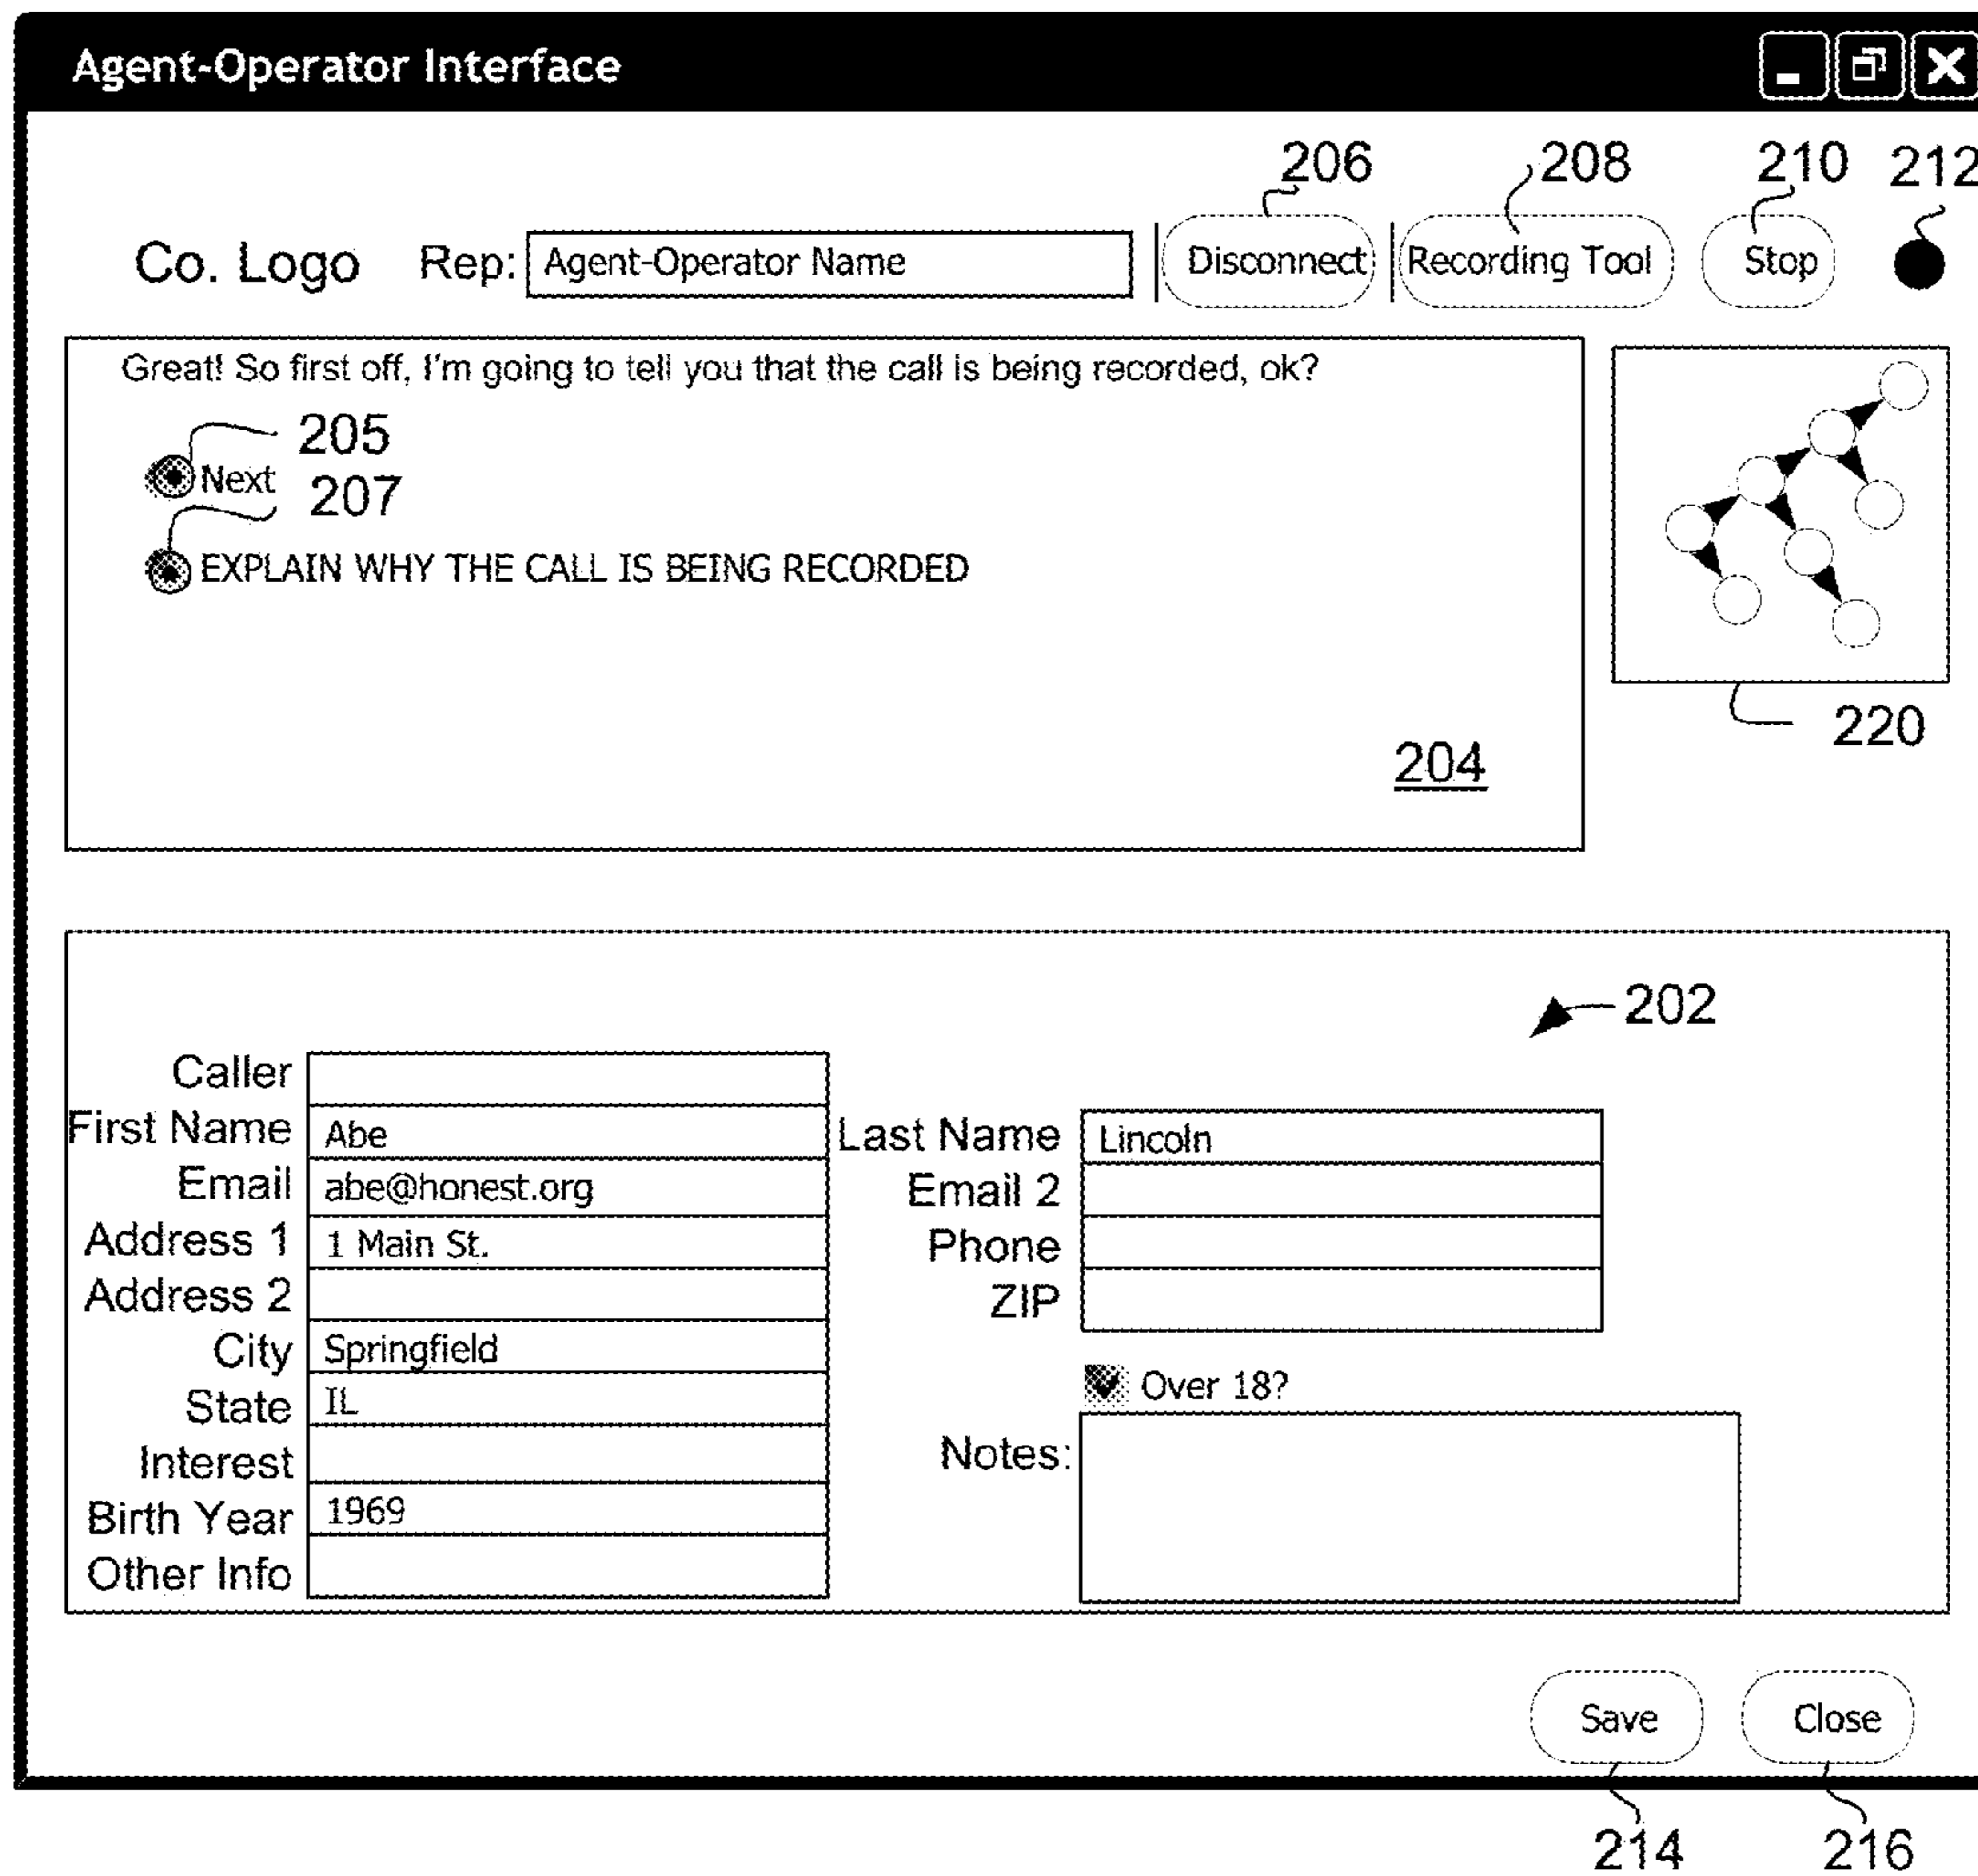 Agent-Operator Interface
206 208 210 212
Co. Logo Rep: Agent-Operator Name Disconnect Recording Tool Stop
Great! So first off, I'm going to tell you that the call is being recorded, ok?
205
Next
207
EXPLAIN WHY THE CALL IS BEING RECORDED
220
204
202
Caller
First Name Abe Last Name Lincoln
Email abe@honest.org Email 2
Address 1 1 Main St. Phone
Address 2 ZIP
City Springfield
Over 18?
State IL
Interest Notes:
Birth Year 1969
Other Info
Save Close
214 216